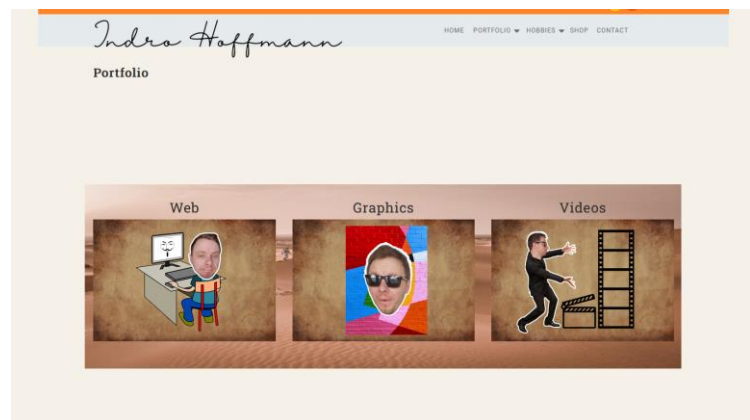 Indro Hoffmann
HOME PORTFOLIO HOBBIES SHOP CONTACT
Portfolio
Web Graphics Videos